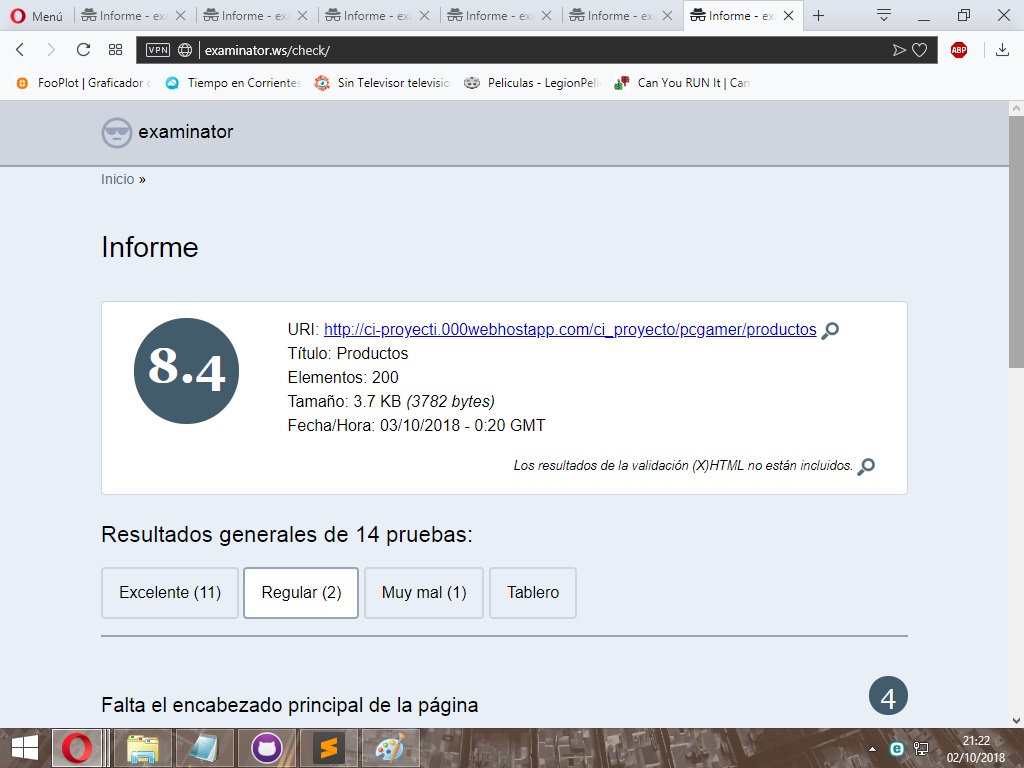 Menú
Informe - ex
Informe - ex
Informe - ex
Informe - ex
Informe - ex
Informe - ex
VPN
examinator.ws/check/
ABP
FooPlot | Graficador
Tiempo en Corrientes
Sin Televisor televisio
Peliculas - LegionPeli
Can You RUN It | Can
examinator
Inicio »
Informe
8.4
URI: http://ci-proyecti.000webhostapp.com/ci_proyecto/pcgamer/productos
Título: Productos
Elementos: 200
Tamaño: 3.7 KB (3782 bytes)
Fecha/Hora: 03/10/2018 - 0:20 GMT
Los resultados de la validación (X)HTML no están incluidos.
Resultados generales de 14 pruebas:
Excelente (11)
Regular (2)
Muy mal (1)
Tablero
Falta el encabezado principal de la página
4
21:22
02/10/2018